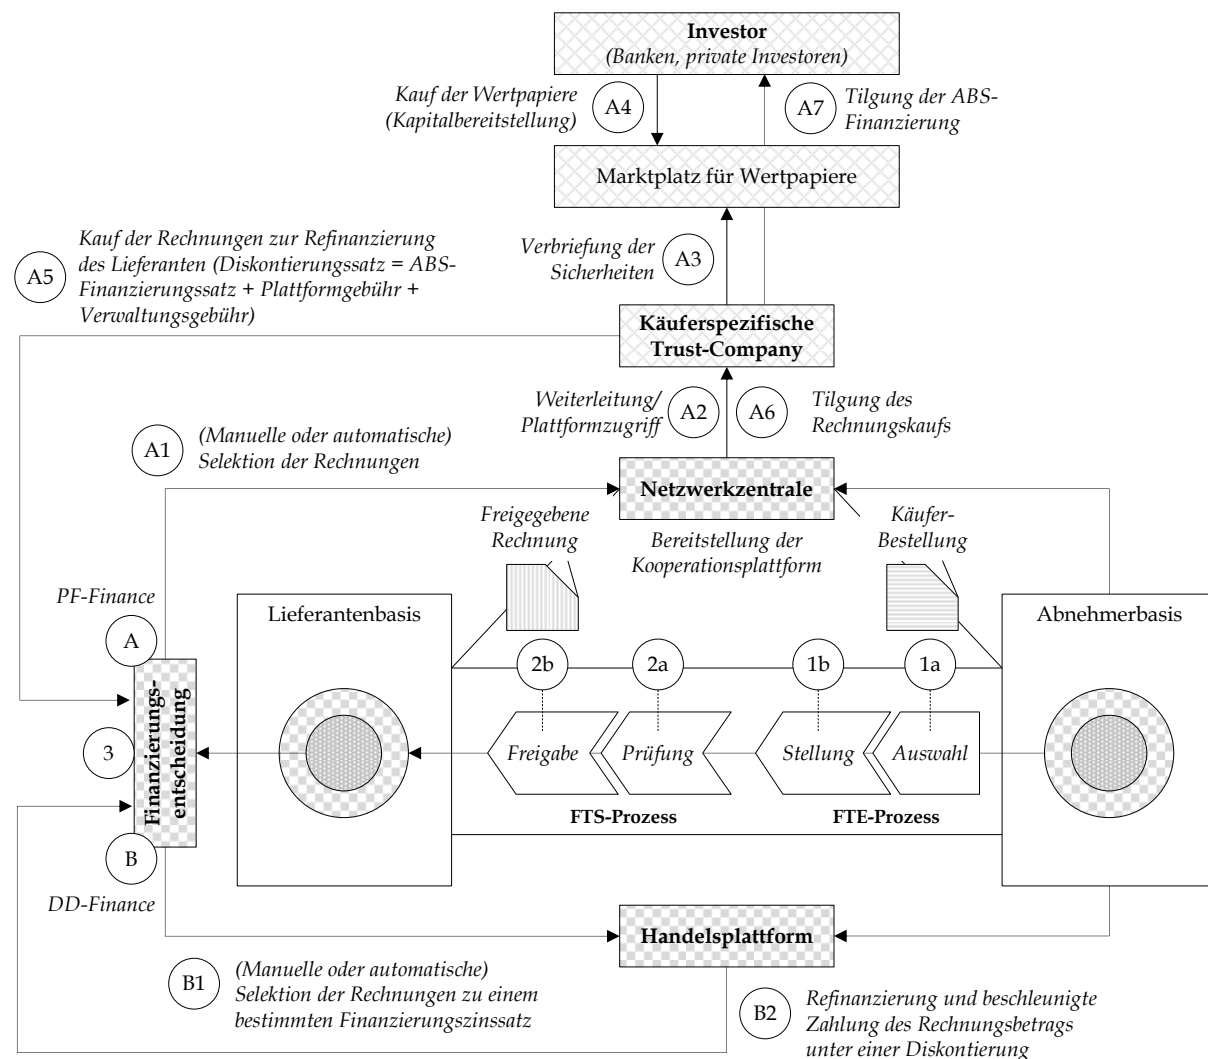 Investor
(Banken, private Investoren)
Kauf der Wertpapiere
(Kapitalbereitstellung)
A4
A7
Tilgung der ABS-
Finanzierung
Marktplatz für Wertpapiere
A5
Kauf der Rechnungen zur Refinanzierung
des Lieferanten (Diskontierungssatz = ABS-
Finanzierungssatz + Plattformgebühr +
Verwaltungsgebühr)
Verbriefung der
Sicherheiten
A3
Käuferspezifische
Trust-Company
Weiterleitung/
Plattformzugriff
A2
A6
Tilgung des
Rechnungskaufs
A1
(Manuelle oder automatische)
Selektion der Rechnungen
Netzwerkzentrale
Freigegebene
Rechnung
Bereitstellung der
Kooperationsplattform
Käufer-
Bestellung
PF-Finance
A
Lieferantenbasis
Abnehmerbasis
2b
2a
1b
1a
3
Finanzierungs-
entscheidung
Freigabe
Prüfung
Stellung
Auswahl
FTS-Prozess
FTE-Prozess
B
DD-Finance
Handelsplattform
B1
(Manuelle oder automatische)
Selektion der Rechnungen zu einem
bestimmten Finanzierungszinssatz
B2
Refinanzierung und beschleunigte
Zahlung des Rechnungsbetrags
unter einer Diskontierung